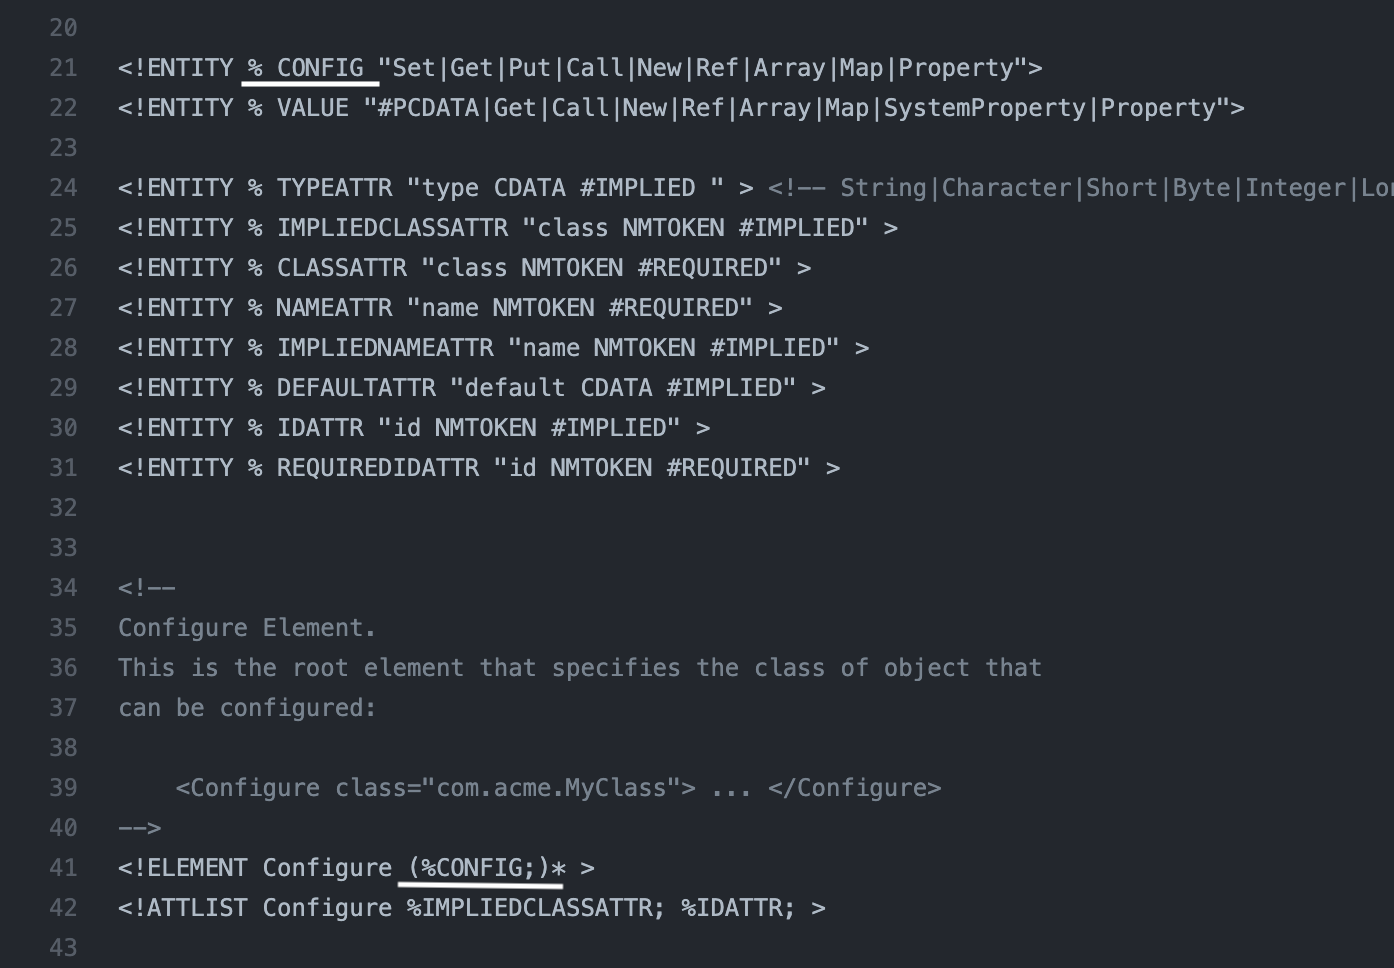 20
21 <!ENTITY % CONFIG "Set|Get|Put|Call|New|Ref|Array|Map|Property">
22 <!ENTITY % VALUE "#PCDATA|Get|Call|New|Ref|Array|Map|SystemProperty|Property">
23
24 <!ENTITY % TYPEATTR "type CDATA #IMPLIED " > <!-- String|Character|Short|Byte|Integer|Lon
25 <!ENTITY % IMPLIEDCLASSATTR "class NMTOKEN #IMPLIED" >
26 <!ENTITY % CLASSATTR "class NMTOKEN #REQUIRED" >
27 <!ENTITY % NAMEATTR "name NMTOKEN #REQUIRED" >
28 <!ENTITY % IMPLIEDNAMEATTR "name NMTOKEN #IMPLIED" >
29 <!ENTITY % DEFAULTATTR "default CDATA #IMPLIED" >
30 <!ENTITY % IDATTR "id NMTOKEN #IMPLIED" >
31 <!ENTITY % REQUIREDIDATTR "id NMTOKEN #REQUIRED" >
32
33
34 <!--
35 Configure Element.
36 This is the root element that specifies the class of object that
37 can be configured:
38
39     <Configure class="com.acme.MyClass"> ... </Configure>
40 -->
41 <!ELEMENT Configure (%CONFIG;)* >
42 <!ATTLIST Configure %IMPLIEDCLASSATTR; %IDATTR; >
43